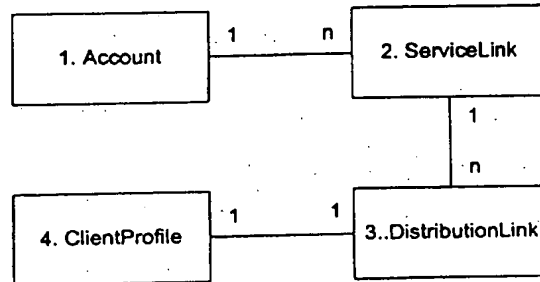 1. Account
1
n
2. ServiceLink
1
n
4. ClientProfile
1
1
3..DistributionLink